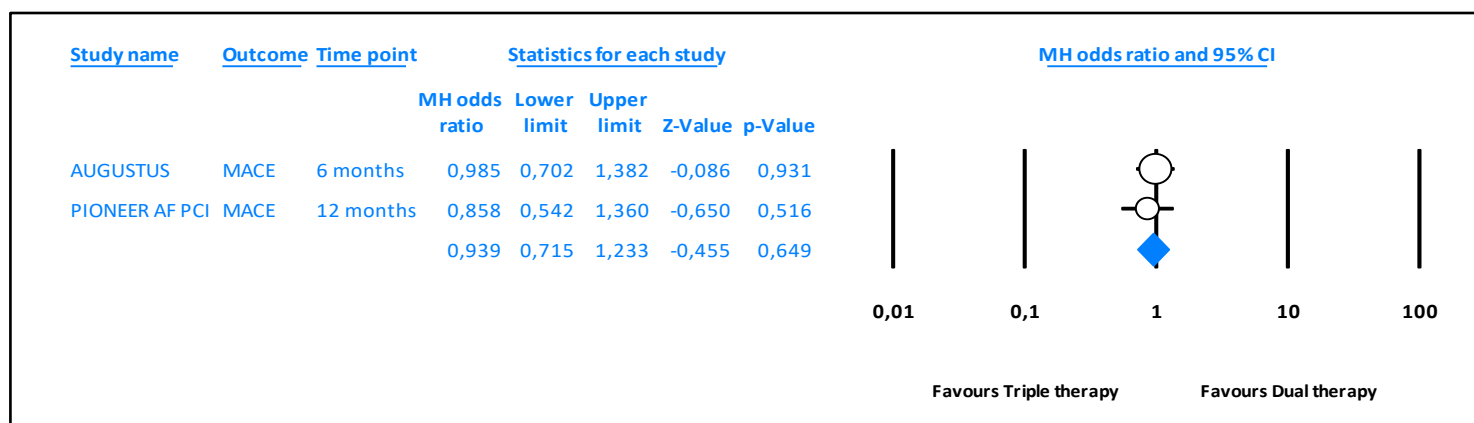 Study name Outcome Time point Statistics for each study MH odds ratio and 95% CI
MH odds Lower Upper
ratio limit limit Z-Value p-Value
AUGUSTUS MACE 6 months 0,985 0,702 1,382 -0,086 0,931
PIONEER AF PCI MACE 12 months 0,858 0,542 1,360 -0,650 0,516
0,939 0,715 1,233 -0,455 0,649
0,01 0,1 1 10 100
Favours Triple therapy Favours Dual therapy